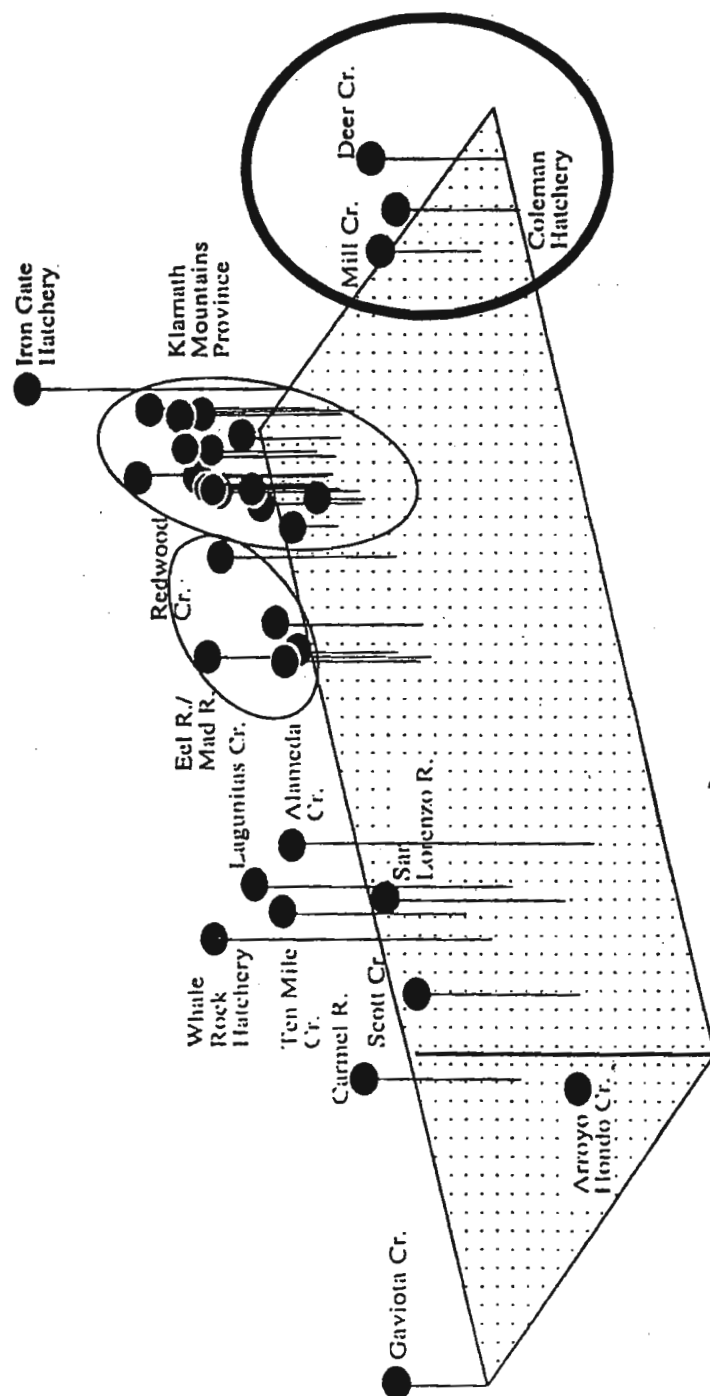 Iron Gate
Hatchery
Klamath
Mountains
Province
Redwood
Cr.
Deer Cr.
Mill Cr.
Coleman
Hatchery
Eel R./
Mad R.
Lagunitas Cr.
Alameda
Cr.
San
Lorenzo R.
Whale
Rock
Hatchery
Ten Mile
Cr.
Carmel R.
Scott Cr.
Arroyo
Hondo Cr.
Gaviota Cr.